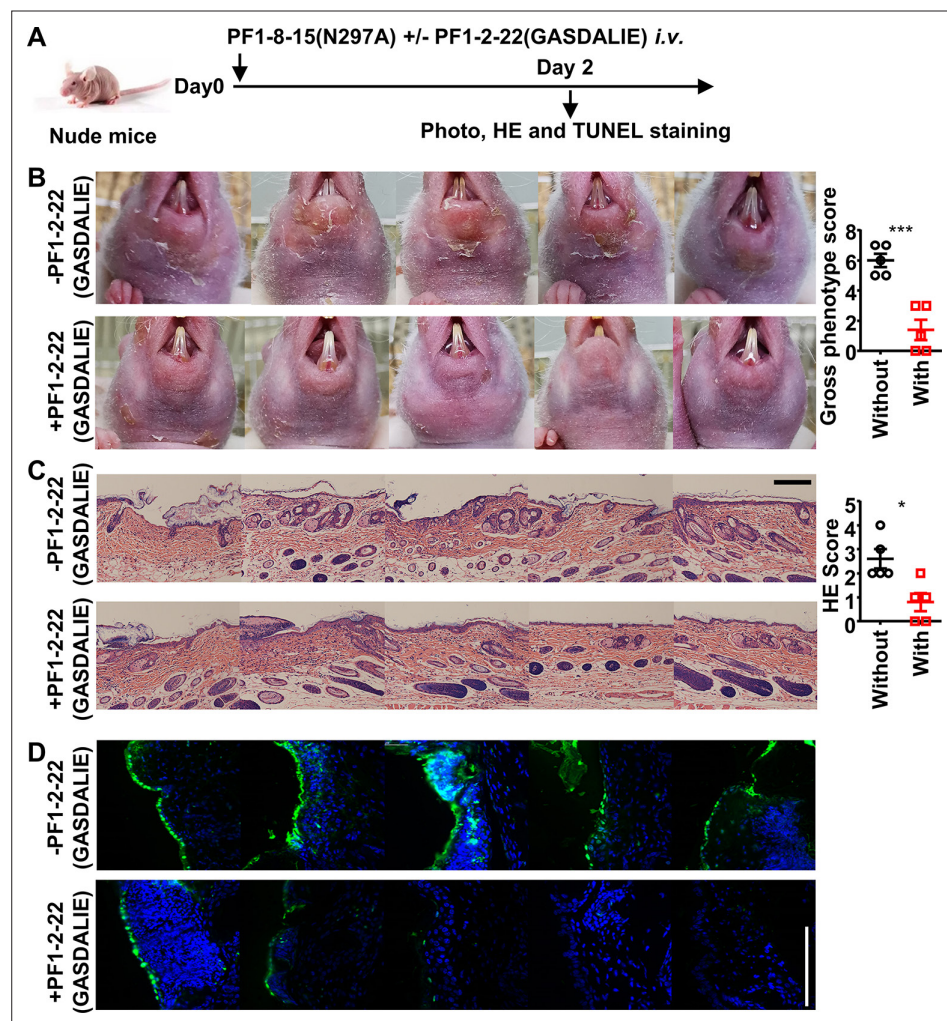 A
PF1-8-15(N297A) +/- PF1-2-22(GASDALIE) i.v.
Day0
Day 2
Nude mice
Photo, HE and TUNEL staining
B
-PF1-2-22
(GASDALIE)
+PF1-2-22
(GASDALIE)
Gross phenotype score
8
6
4
2
0
***
Without
With
C
-PF1-2-22
(GASDALIE)
+PF1-2-22
(GASDALIE)
HE Score
5
4
3
2
1
0
*
Without
With
D
-PF1-2-22
(GASDALIE)
+PF1-2-22
(GASDALIE)